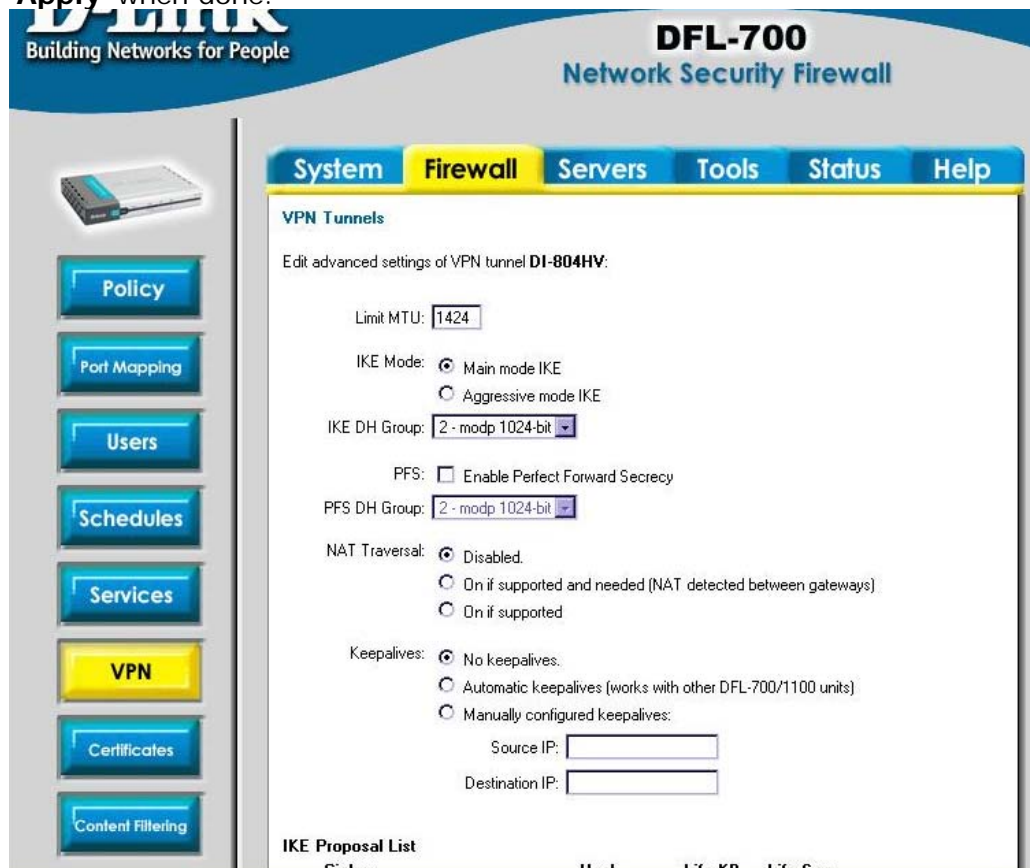 Apply when done.
D-Link
Building Networks for People
DFL-700
Network Security Firewall
System Firewall Servers Tools Status Help
VPN Tunnels
Edit advanced settings of VPN tunnel DI-804HV:
Policy
Limit MTU: 1424
Port Mapping
IKE Mode: Main mode IKE
Aggressive mode IKE
Users
IKE DH Group: 2 - modp 1024-bit
PFS: Enable Perfect Forward Secrecy
Schedules
PFS DH Group: 2 - modp 1024-bit
NAT Traversal: Disabled.
On if supported and needed (NAT detected between gateways)
Services
On if supported
Keepalives: No keepalives.
VPN
Automatic keepalives (works with other DFL-700/1100 units)
Manually configured keepalives:
Certificates
Source IP:
Destination IP:
Content Filtering
IKE Proposal List